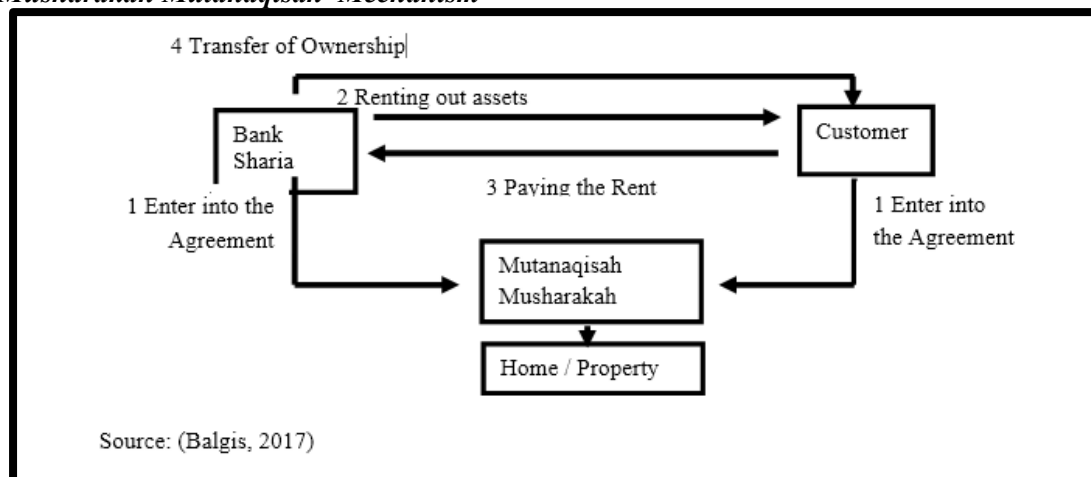 Musharakah Mutanaqisah Mechanism
4 Transfer of Ownership
2 Renting out assets
Bank
Sharia
Customer
3 Paying the Rent
1 Enter into the
Agreement
1 Enter into
the Agreement
Mutanaqisah
Musharakah
Home / Property
Source: (Balgis, 2017)